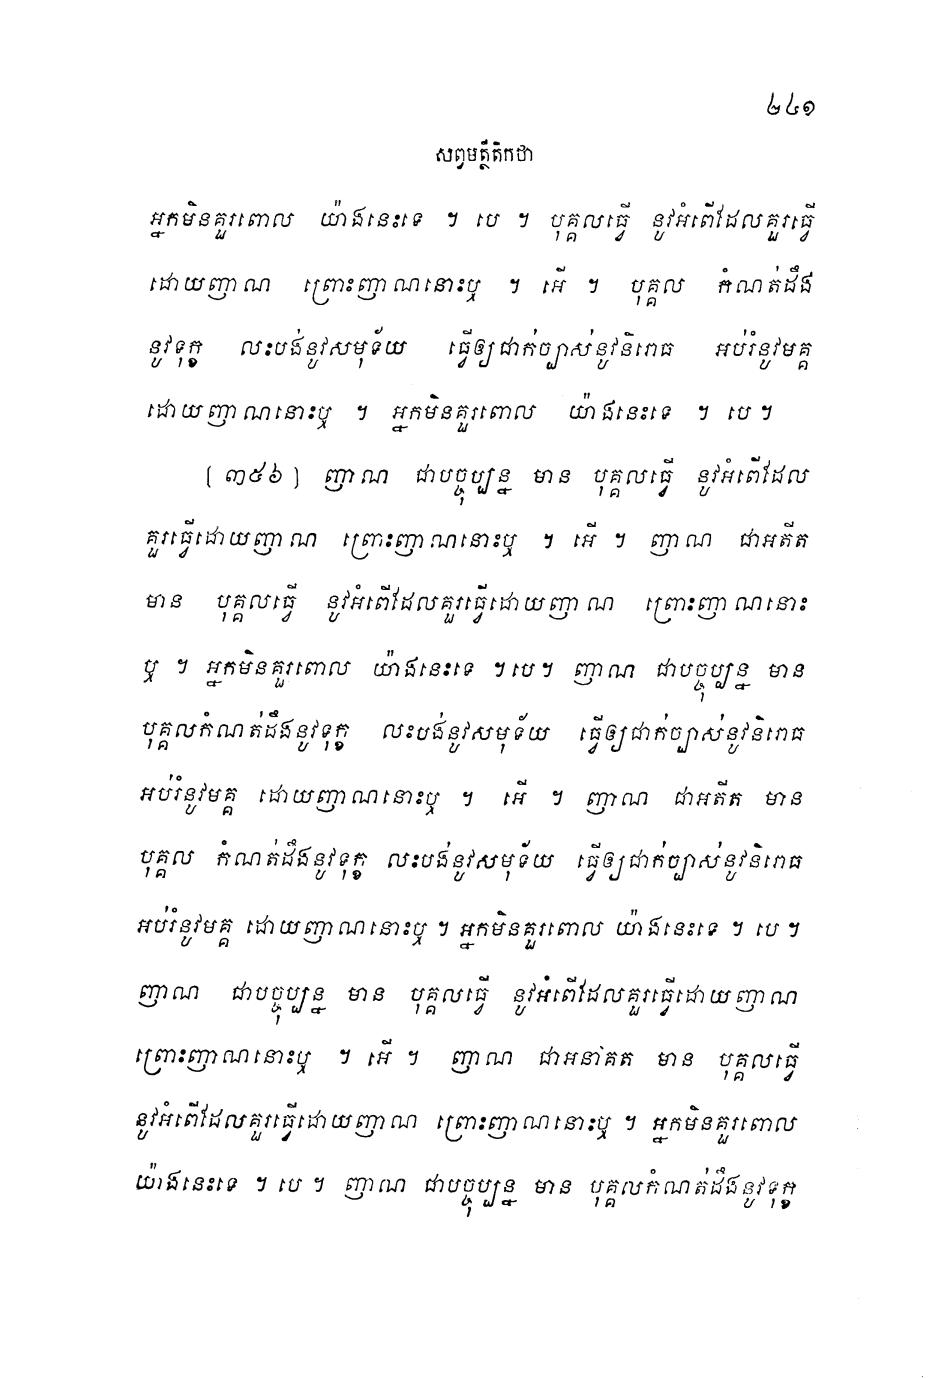 ២៤១
សព្វមត្ថីតិកថា
អ្នកមិនគួរពោល យ៉ាងនេះទេ ។ បេ ។ បុគ្គលធ្វើ នូវអំពើដែលគួរធ្វើ
ដោយញាណ ព្រោះញាណនោះឬ ។ អើ ។ បុគ្គល កំណត់ដឹង
នូវទុក្ខ លះបង់នូវសមុទ័យ ធ្វើឲ្យជាក់ច្បាស់នូវនិរោធ អប់រំនូវមគ្គ
ដោយញាណនោះឬ ។ អ្នកមិនគួរពោល យ៉ាងនេះទេ ។ បេ ។
[៣៥៦] ញាណ ជាបច្ចុប្បន្ន មាន បុគ្គលធ្វើ នូវអំពើដែល
គួរធ្វើដោយញាណ ព្រោះញាណនោះឬ ។ អើ ។ ញាណ ជាអតីត
មាន បុគ្គលធ្វើ នូវអំពើដែលគួរធ្វើដោយញាណ ព្រោះញាណនោះ
ឬ ។ អ្នកមិនគួរពោល យ៉ាងនេះទេ ។ បេ ។ ញាណ ជាបច្ចុប្បន្ន មាន
បុគ្គលកំណត់ដឹងនូវទុក្ខ លះបង់នូវសមុទ័យ ធ្វើឲ្យជាក់ច្បាស់នូវនិរោធ
អប់រំនូវមគ្គ ដោយញាណនោះឬ ។ អើ ។ ញាណ ជាអតីត មាន
បុគ្គល កំណត់ដឹងនូវទុក្ខ លះបង់នូវសមុទ័យ ធ្វើឲ្យជាក់ច្បាស់នូវនិរោធ
អប់រំនូវមគ្គ ដោយញាណនោះឬ ។ អ្នកមិនគួរពោល យ៉ាងនេះទេ ។ បេ ។
ញាណ ជាបច្ចុប្បន្ន មាន បុគ្គលធ្វើ នូវអំពើដែលគួរធ្វើដោយញាណ
ព្រោះញាណនោះឬ ។ អើ ។ ញាណ ជាអនាគត មាន បុគ្គលធ្វើ
នូវអំពើដែលគួរធ្វើដោយញាណ ព្រោះញាណនោះឬ ។ អ្នកមិនគួរពោល
យ៉ាងនេះទេ ។ បេ ។ ញាណ ជាបច្ចុប្បន្ន មាន បុគ្គលកំណត់ដឹងនូវទុក្ខ